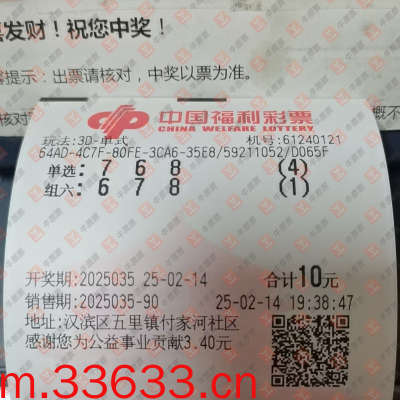 喜发财！祝您中奖！
提示：出票请核对，中奖以票为准。
中国福利彩票
CHINA WELFARE LOTTERY
玩法:3D-单式 机号:61240121
64AD-4C7F-80FE-3CA6-35E8/59211052/D065F
单选: 7 6 8 (4)
组六: 6 7 8 (1)
开奖期:2025035 25-02-14 合计10元
销售期:2025035-90 25-02-14 19:38:47
地址:汉滨区五里镇付家河社区
感谢您为公益事业贡献3.40元
m.33633.cn